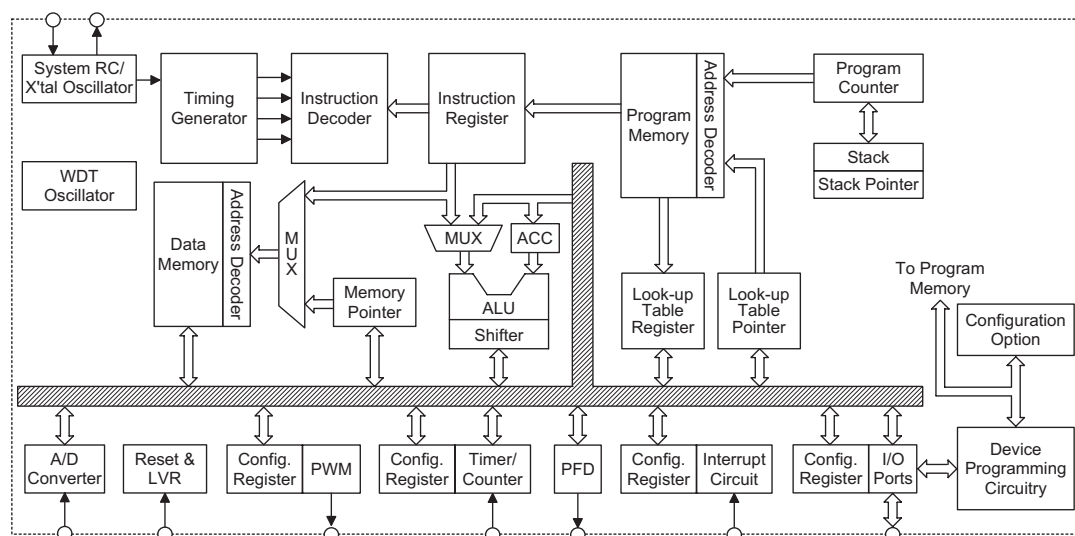 System RC/
X'tal Oscillator
Timing
Generator
Instruction
Decoder
Instruction
Register
Program
Memory
Address Decoder
Program
Counter
Stack
Stack Pointer
WDT
Oscillator
Data
Memory
Address Decoder
MUX
Memory
Pointer
MUX
ACC
ALU
Shifter
Look-up
Table
Register
Look-up
Table
Pointer
To Program
Memory
Configuration
Option
A/D
Converter
Reset &
LVR
Config.
Register
PWM
Config.
Register
Timer/
Counter
PFD
Config.
Register
Interrupt
Circuit
Config.
Register
I/O
Ports
Device
Programming
Circuitry